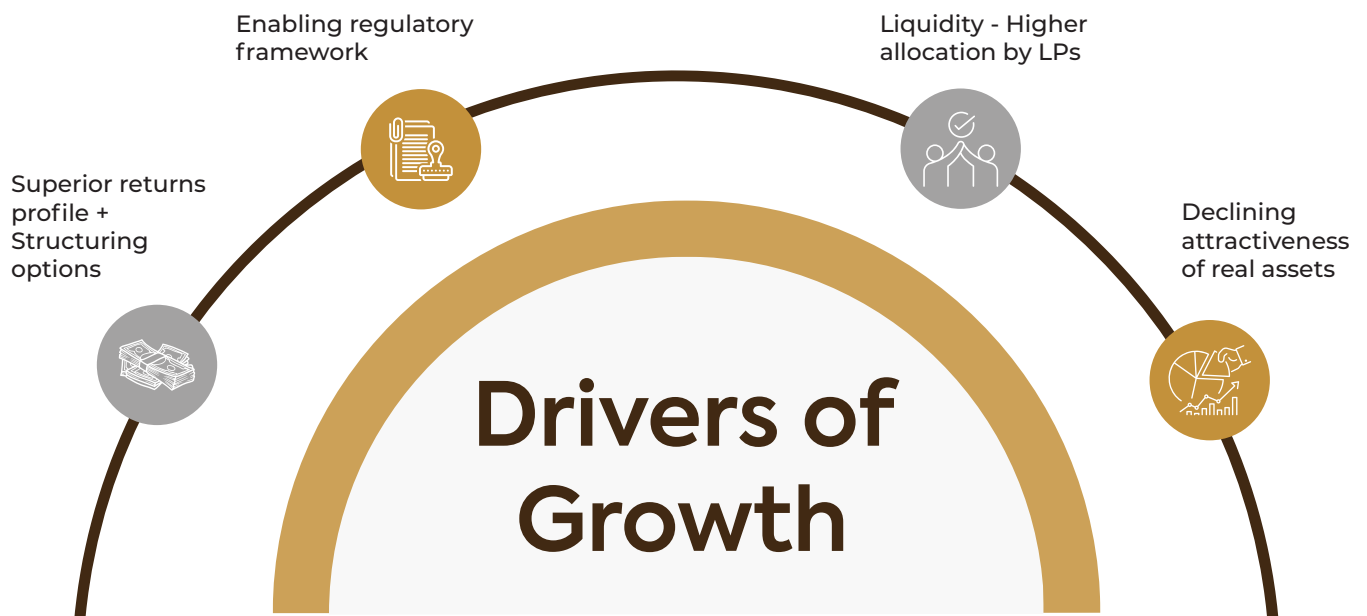 Enabling regulatory
framework
Liquidity - Higher
allocation by LPs
Superior returns
profile +
Structuring
options
Declining
attractiveness
of real assets
Drivers of
Growth